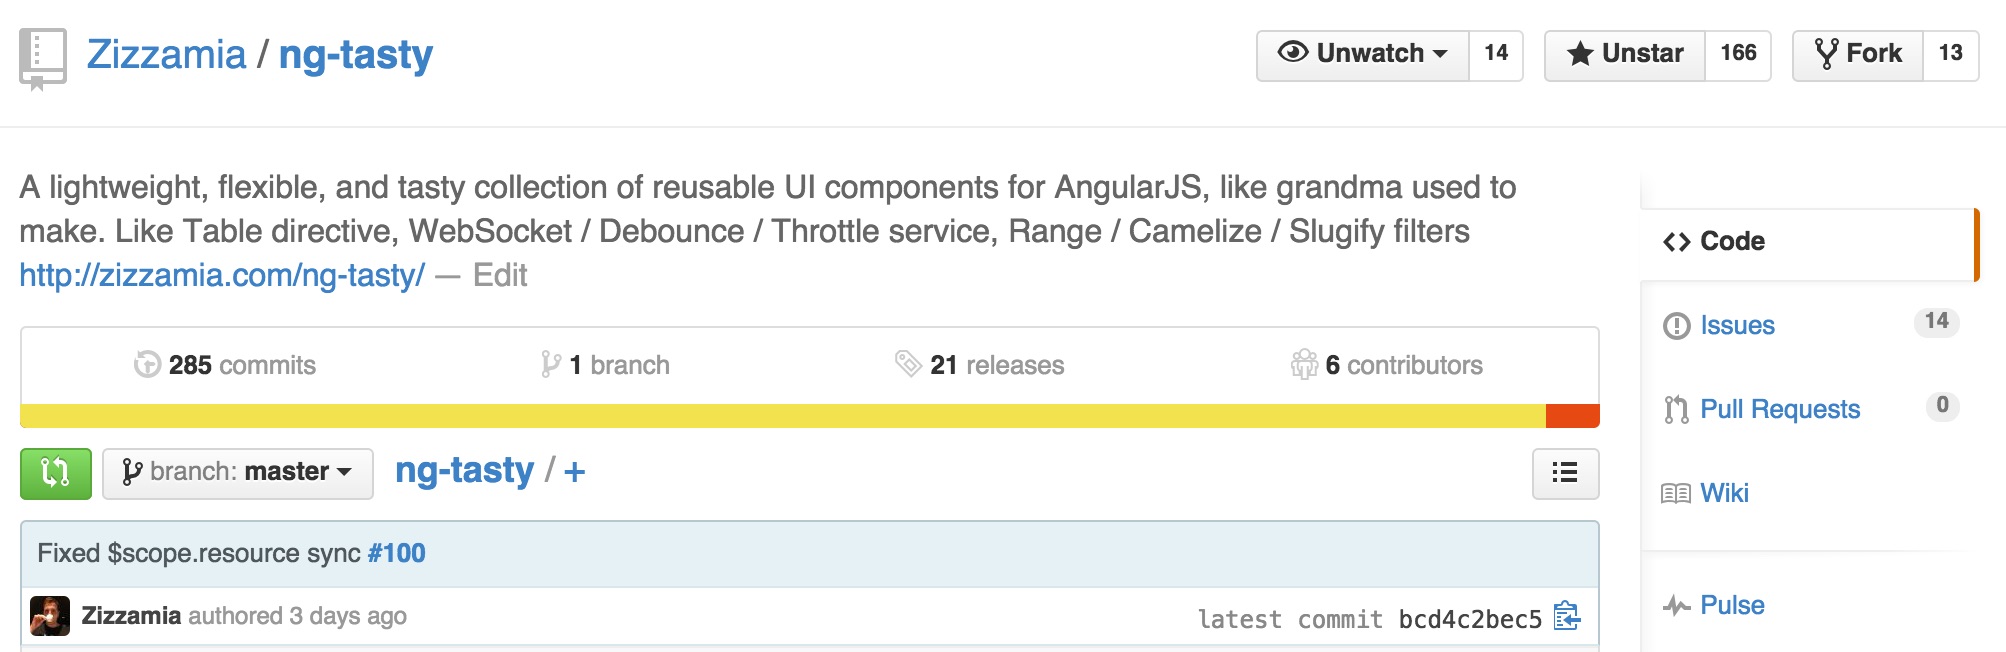 Zizzamia / ng-tasty
Unwatch 14 Unstar 166 Fork 13
A lightweight, flexible, and tasty collection of reusable UI components for AngularJS, like grandma used to
make. Like Table directive, WebSocket / Debounce / Throttle service, Range / Camelize / Slugify filters
http://zizzamia.com/ng-tasty/ — Edit
285 commits 1 branch 21 releases 6 contributors
branch: master ng-tasty / +
Fixed $scope.resource sync #100
Zizzamia authored 3 days ago
latest commit bcd4c2bec5
Code
Issues 14
Pull Requests 0
Wiki
Pulse